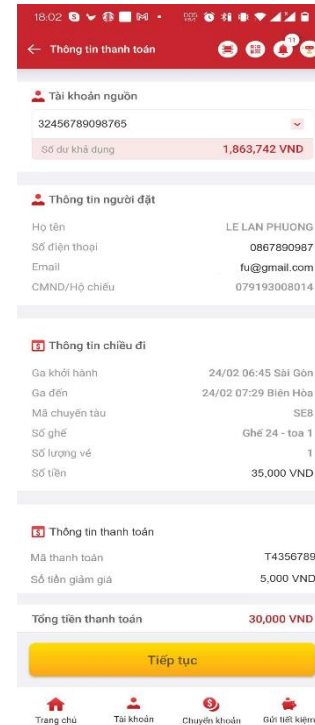 18:02
Thông tin thanh toán
11
Tài khoản nguồn
32456789098765
Số dư khả dụng 1,863,742 VND
Thông tin người đặt
Họ tên LE LAN PHUONG
Số điện thoại 0867890987
Email fu@gmail.com
CMND/Hộ chiếu 079193008014
Thông tin chiều đi
Ga khởi hành 24/02 06:45 Sài Gòn
Ga đến 24/02 07:29 Biên Hòa
Mã chuyến tàu SE8
Số ghế Ghế 24 - toa 1
Số lượng vé 1
Số tiền 35,000 VND
Thông tin thanh toán
Mã thanh toán T4356789
Số tiền giảm giá 5,000 VND
Tổng tiền thanh toán 30,000 VND
Tiếp tục
Trang chủ Tài khoản Chuyển khoản Gửi tiết kiệm